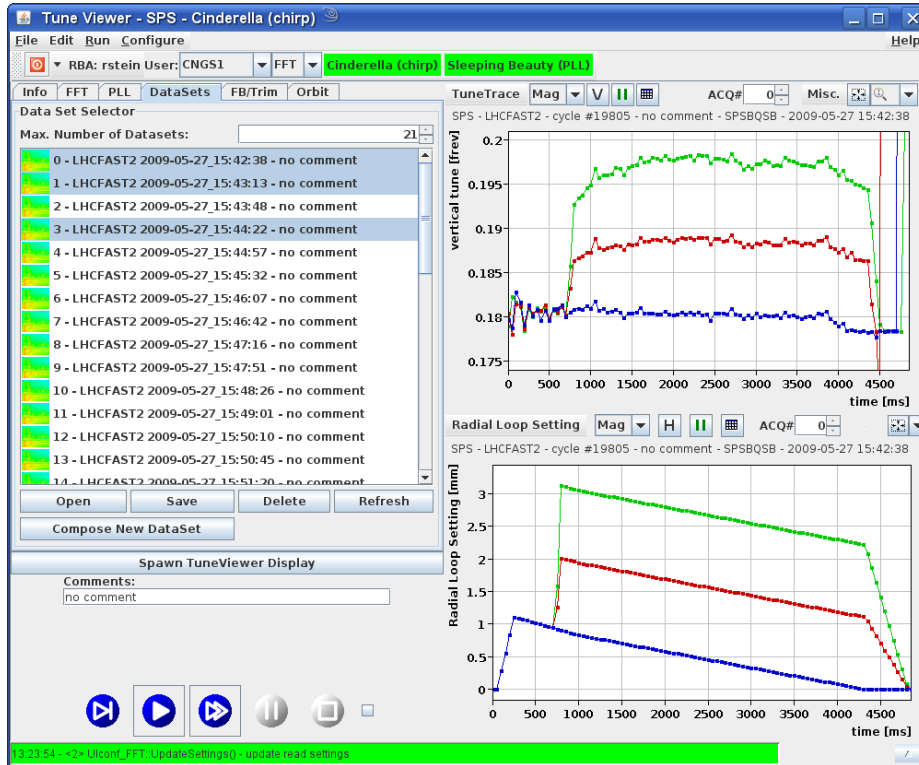 Tune Viewer - SPS - Cinderella (chirp)
File Edit Run Configure Help
RBA: rstein User: CNGS1 FFT Cinderella (chirp) Sleeping Beauty (PLL)
Info FFT PLL DataSets FB/Trim Orbit
Data Set Selector
Max. Number of Datasets: 21
0 - LHCFAST2 2009-05-27_15:42:38 - no comment
1 - LHCFAST2 2009-05-27_15:43:13 - no comment
2 - LHCFAST2 2009-05-27_15:43:48 - no comment
3 - LHCFAST2 2009-05-27_15:44:22 - no comment
4 - LHCFAST2 2009-05-27_15:44:57 - no comment
5 - LHCFAST2 2009-05-27_15:45:32 - no comment
6 - LHCFAST2 2009-05-27_15:46:07 - no comment
7 - LHCFAST2 2009-05-27_15:46:42 - no comment
8 - LHCFAST2 2009-05-27_15:47:16 - no comment
9 - LHCFAST2 2009-05-27_15:47:51 - no comment
10 - LHCFAST2 2009-05-27_15:48:26 - no comment
11 - LHCFAST2 2009-05-27_15:49:01 - no comment
12 - LHCFAST2 2009-05-27_15:50:10 - no comment
13 - LHCFAST2 2009-05-27_15:50:45 - no comment
14 - LHCFAST2 2009-05-27_15:51:20 - no comment
Open Save Delete Refresh
Compose New DataSet
Spawn TuneViewer Display
Comments:
no comment
TuneTrace Mag V ACQ# 0 Misc.
SPS - LHCFAST2 - cycle #19805 - no comment - SPSBQSB - 2009-05-27 15:42:38
vertical tune [frev]
0.2
0.195
0.19
0.185
0.18
0.175
0 500 1000 1500 2000 2500 3000 3500 4000 4500
time [ms]
Radial Loop Setting Mag H ACQ# 0
SPS - LHCFAST2 - cycle #19805 - no comment - SPSBQSB - 2009-05-27 15:42:38
Radial Loop Setting [mm]
3
2.5
2
1.5
1
0.5
0
0 500 1000 1500 2000 2500 3000 3500 4000 4500
time [ms]
13:23:54 - <2> UIconf_FFT::UpdateSettings() - update read settings